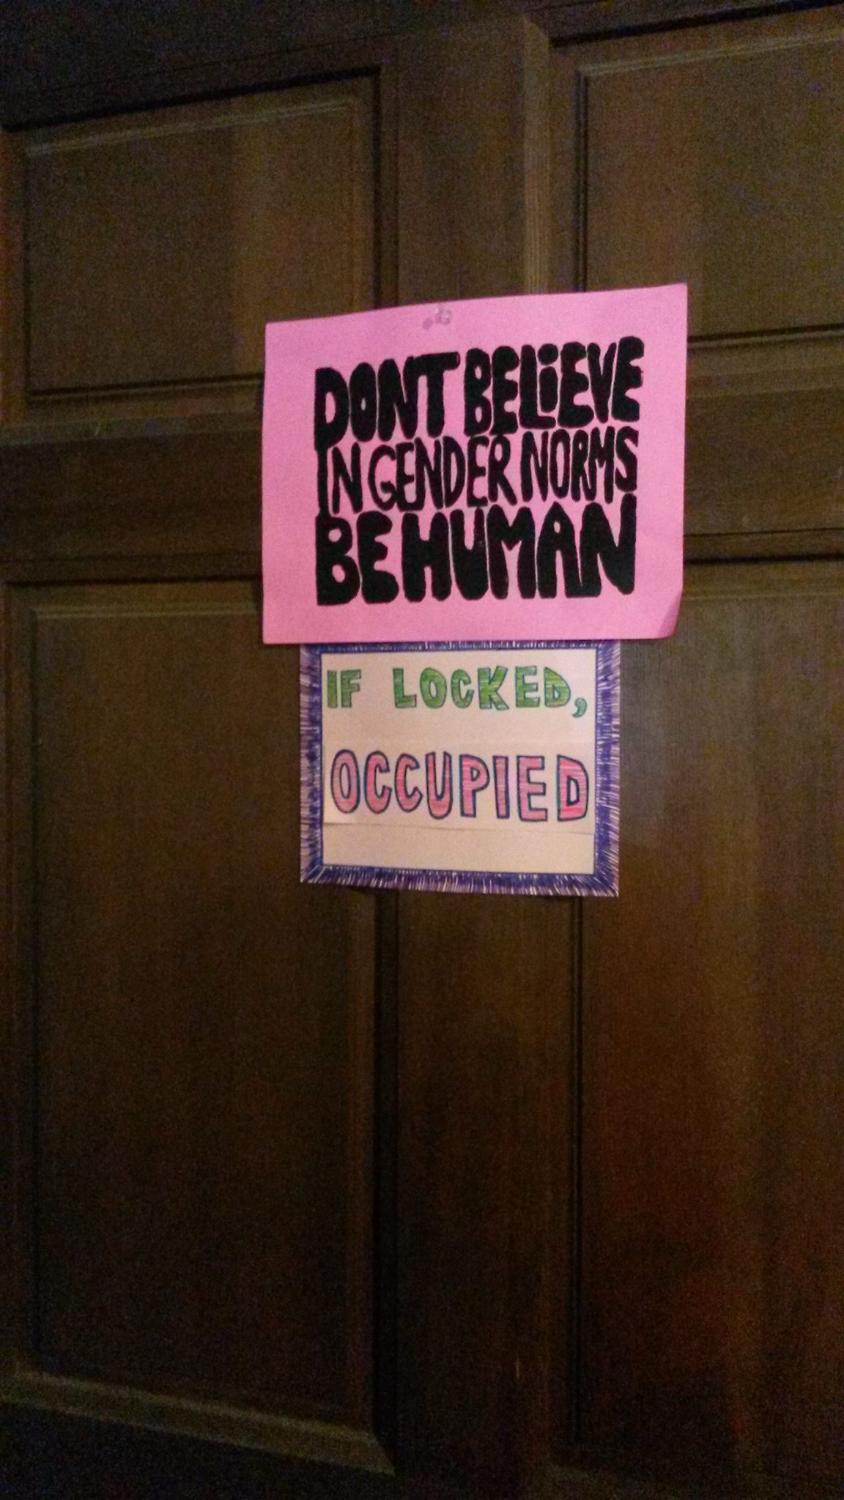 DONT BELiEVE
IN GENDER NORMS
BE HUMAN
IF LOCKED,
OCCUPIED